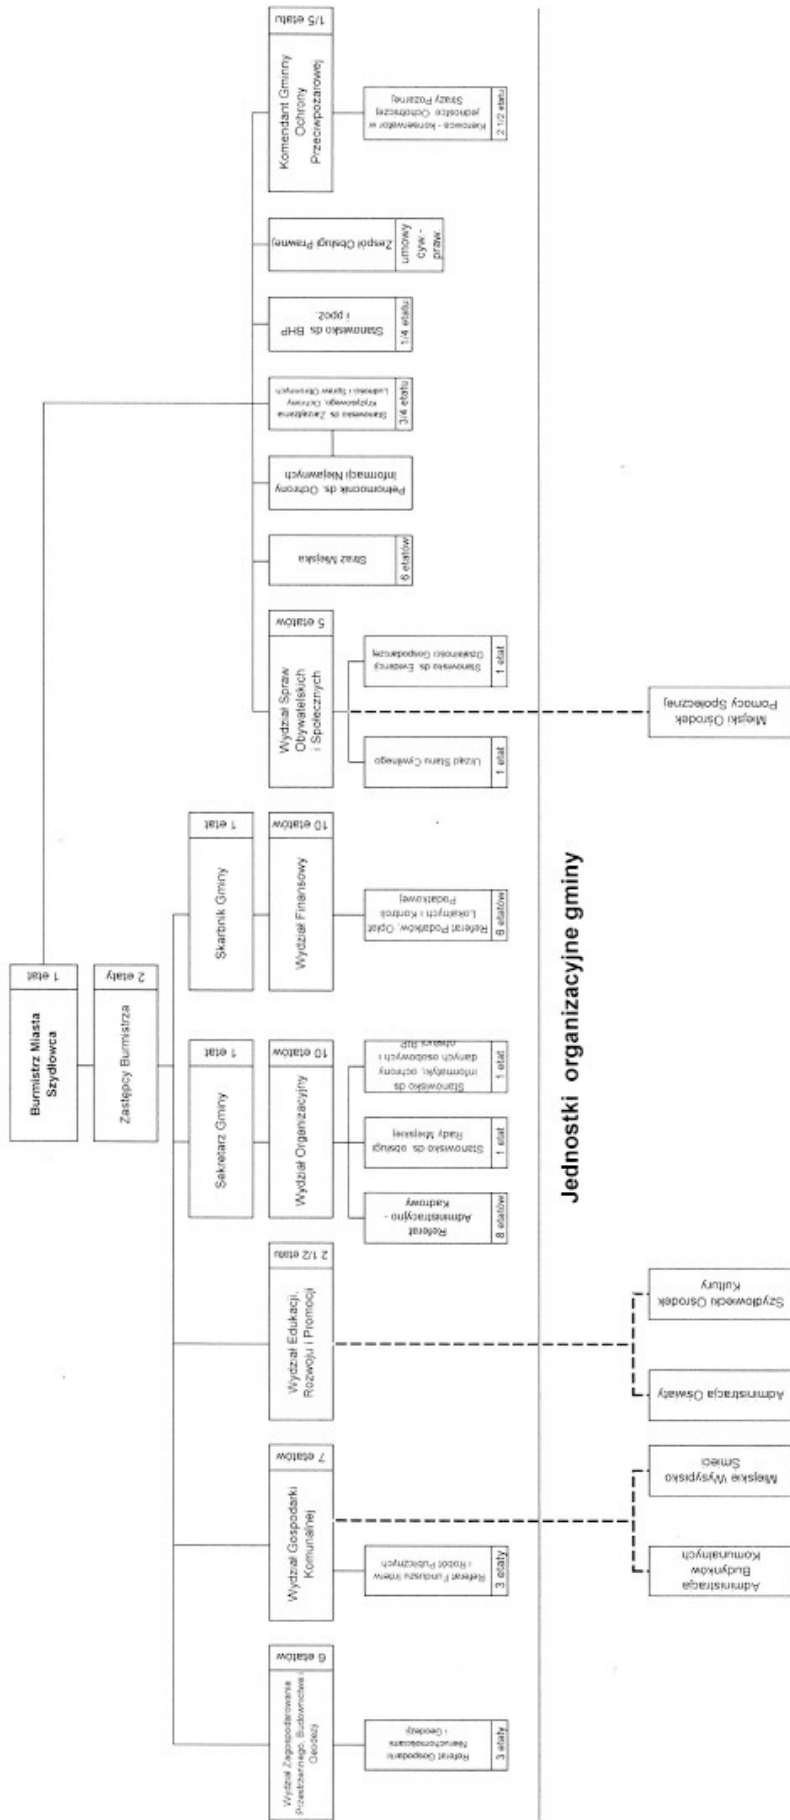 Burmistrz Miasta
Szydłowca
1 etat
Zastępcy Burmistrza
2 etaty
Sekretarz Gminy
1 etat
Skarbnik Gminy
1 etat
Wydział Zagospodarowania
Przestrzennego, Budownictwa i
Geodezji
6 etatów
Wydział Gospodarki
Komunalnej
7 etatów
Wydział Edukacji,
Rozwoju i Promocji
2 1/2 etatu
Wydział Organizacyjny
10 etatów
Wydział Finansowy
10 etatów
Wydział Spraw
Obywatelskich
i Społecznych
5 etatów
Straż Miejska
6 etatów
Pełnomocnik ds. Ochrony
Informacji Niejawnych
Stanowisko ds. Zarządzania
Kryzysowego, Ochrony
Ludności i Spraw Obronnych
3/4 etatu
Stanowisko ds. BHP
i ppoż.
1/4 etatu
Zespół Obsługi Prawnej
umowy
cyw.-
praw.
Komendant Gminny
Ochrony
Przeciwpożarowej
1/5 etatu
Referat Gospodarki
Nieruchomościami
i Geodezji
3 etaty
Referat Funduszu Interw.
i Robót Publicznych
3 etaty
Referat
Administracyjno -
Kadrowy
8 etatów
Stanowisko ds. obsługi
Rady Miejskiej
1 etat
Stanowisko ds
informatyki, ochrony
danych osobowych i
obsługi BIP
1 etat
Referat Podatków, Opłat
Lokalnych i Kontroli
Podatkowej
6 etatów
Urząd Stanu Cywilnego
1 etat
Stanowisko ds. Ewidencji
Działalności Gospodarczej
1 etat
Kierowca - konserwator w
jednostce Ochotniczej
Straży Pożarnej
2 1/2 etatu
Jednostki organizacyjne gminy
Administracja
Budynków
Komunalnych
Miejskie Wysypisko
Śmieci
Administracja Oświaty
Szydłowiecki Ośrodek
Kultury
Miejski Ośrodek
Pomocy Społecznej